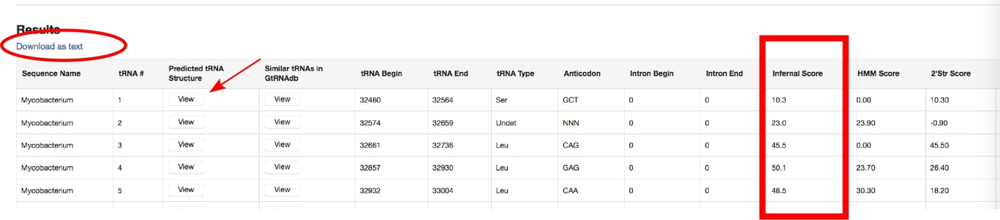 Results
Download as text
Sequence Name tRNA # Predicted tRNA Structure Similar tRNAs in GtRNAdb tRNA Begin tRNA End tRNA Type Anticodon Intron Begin Intron End Infernal Score HMM Score 2'Str Score
Mycobacterium 1 View View 32480 32564 Ser GCT 0 0 10.3 0.00 10.30
Mycobacterium 2 View View 32574 32659 Undet NNN 0 0 23.0 23.90 -0.90
Mycobacterium 3 View View 32661 32736 Leu CAG 0 0 45.5 0.00 45.50
Mycobacterium 4 View View 32857 32930 Leu GAG 0 0 50.1 23.70 26.40
Mycobacterium 5 View View 32932 33004 Leu CAA 0 0 48.5 30.30 18.20